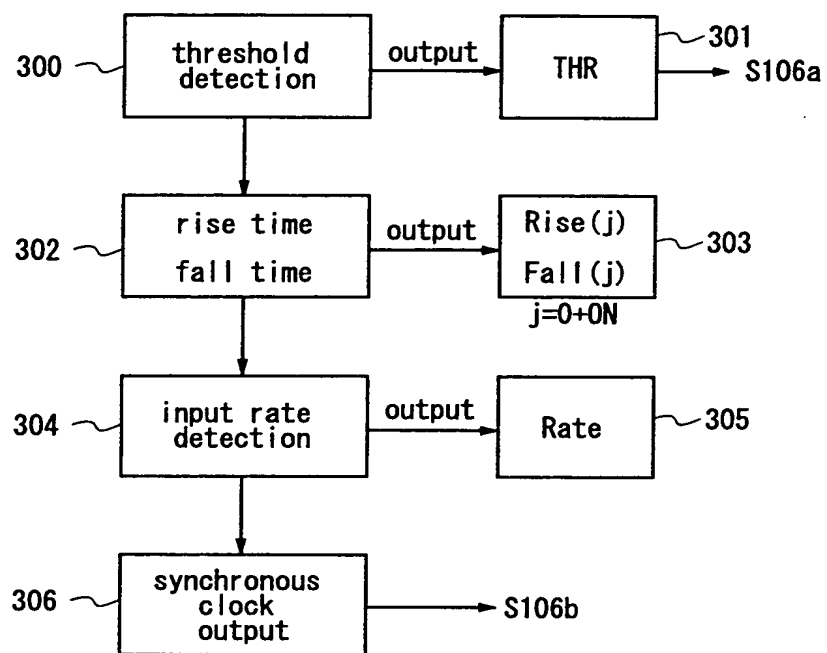 300
threshold
detection
output
THR
301
S106a
302
rise time
fall time
output
Rise(j)
Fall(j)
303
j=0+0N
304
input rate
detection
output
Rate
305
306
synchronous
clock
output
S106b